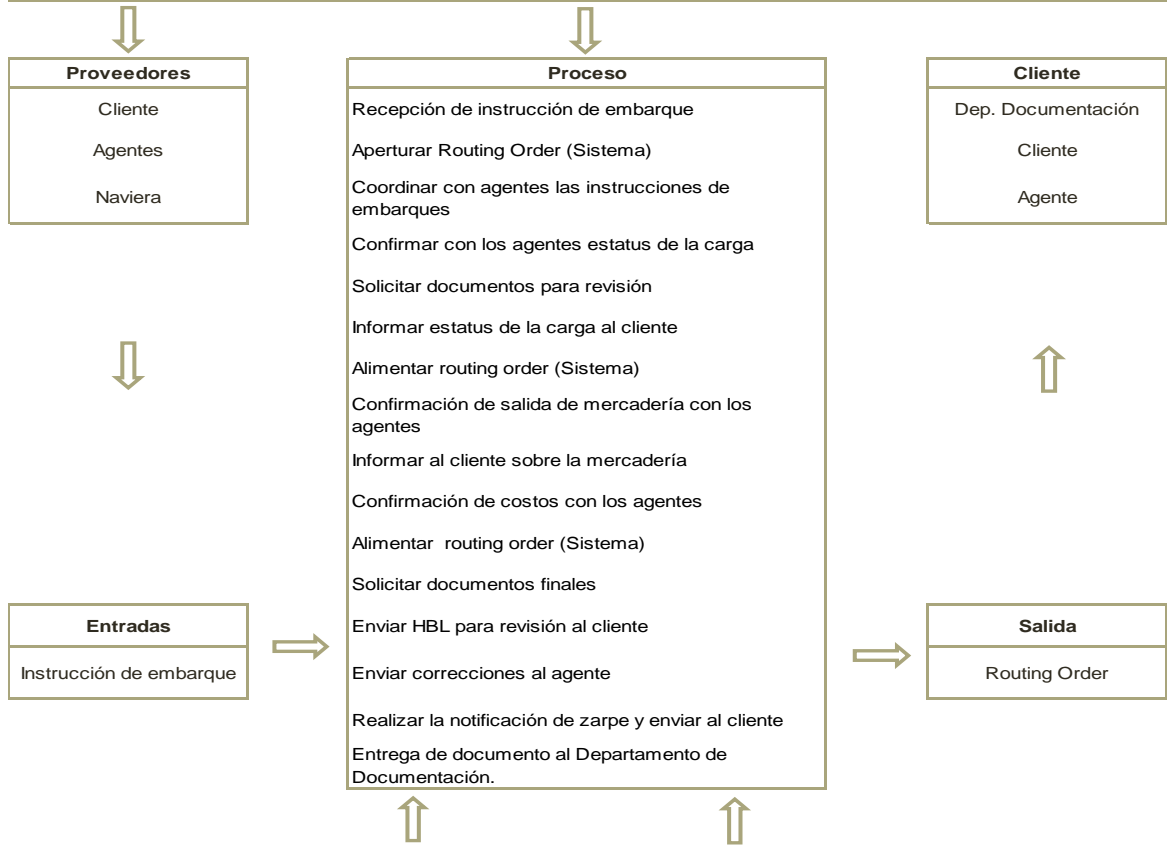 Proveedores
Cliente
Agentes
Naviera
Proceso
Recepción de instrucción de embarque
Aperturar Routing Order (Sistema)
Coordinar con agentes las instrucciones de
embarques
Confirmar con los agentes estatus de la carga
Solicitar documentos para revisión
Informar estatus de la carga al cliente
Alimentar routing order (Sistema)
Confirmación de salida de mercadería con los
agentes
Informar al cliente sobre la mercadería
Confirmación de costos con los agentes
Alimentar routing order (Sistema)
Solicitar documentos finales
Enviar HBL para revisión al cliente
Enviar correcciones al agente
Realizar la notificación de zarpe y enviar al cliente
Entrega de documento al Departamento de
Documentación.
Cliente
Dep. Documentación
Cliente
Agente
Entradas
Instrucción de embarque
Salida
Routing Order